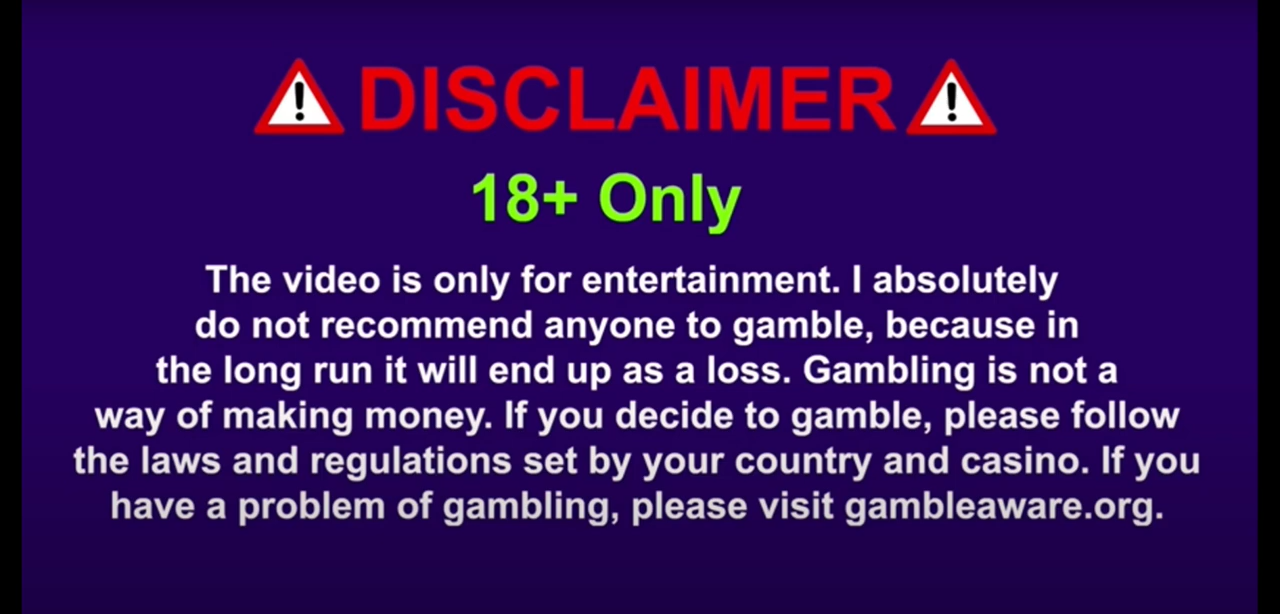 DISCLAIMER
18+ Only
The video is only for entertainment. I absolutely
do not recommend anyone to gamble, because in
the long run it will end up as a loss. Gambling is not a
way of making money. If you decide to gamble, please follow
the laws and regulations set by your country and casino. If you
have a problem of gambling, please visit gambleaware.org.